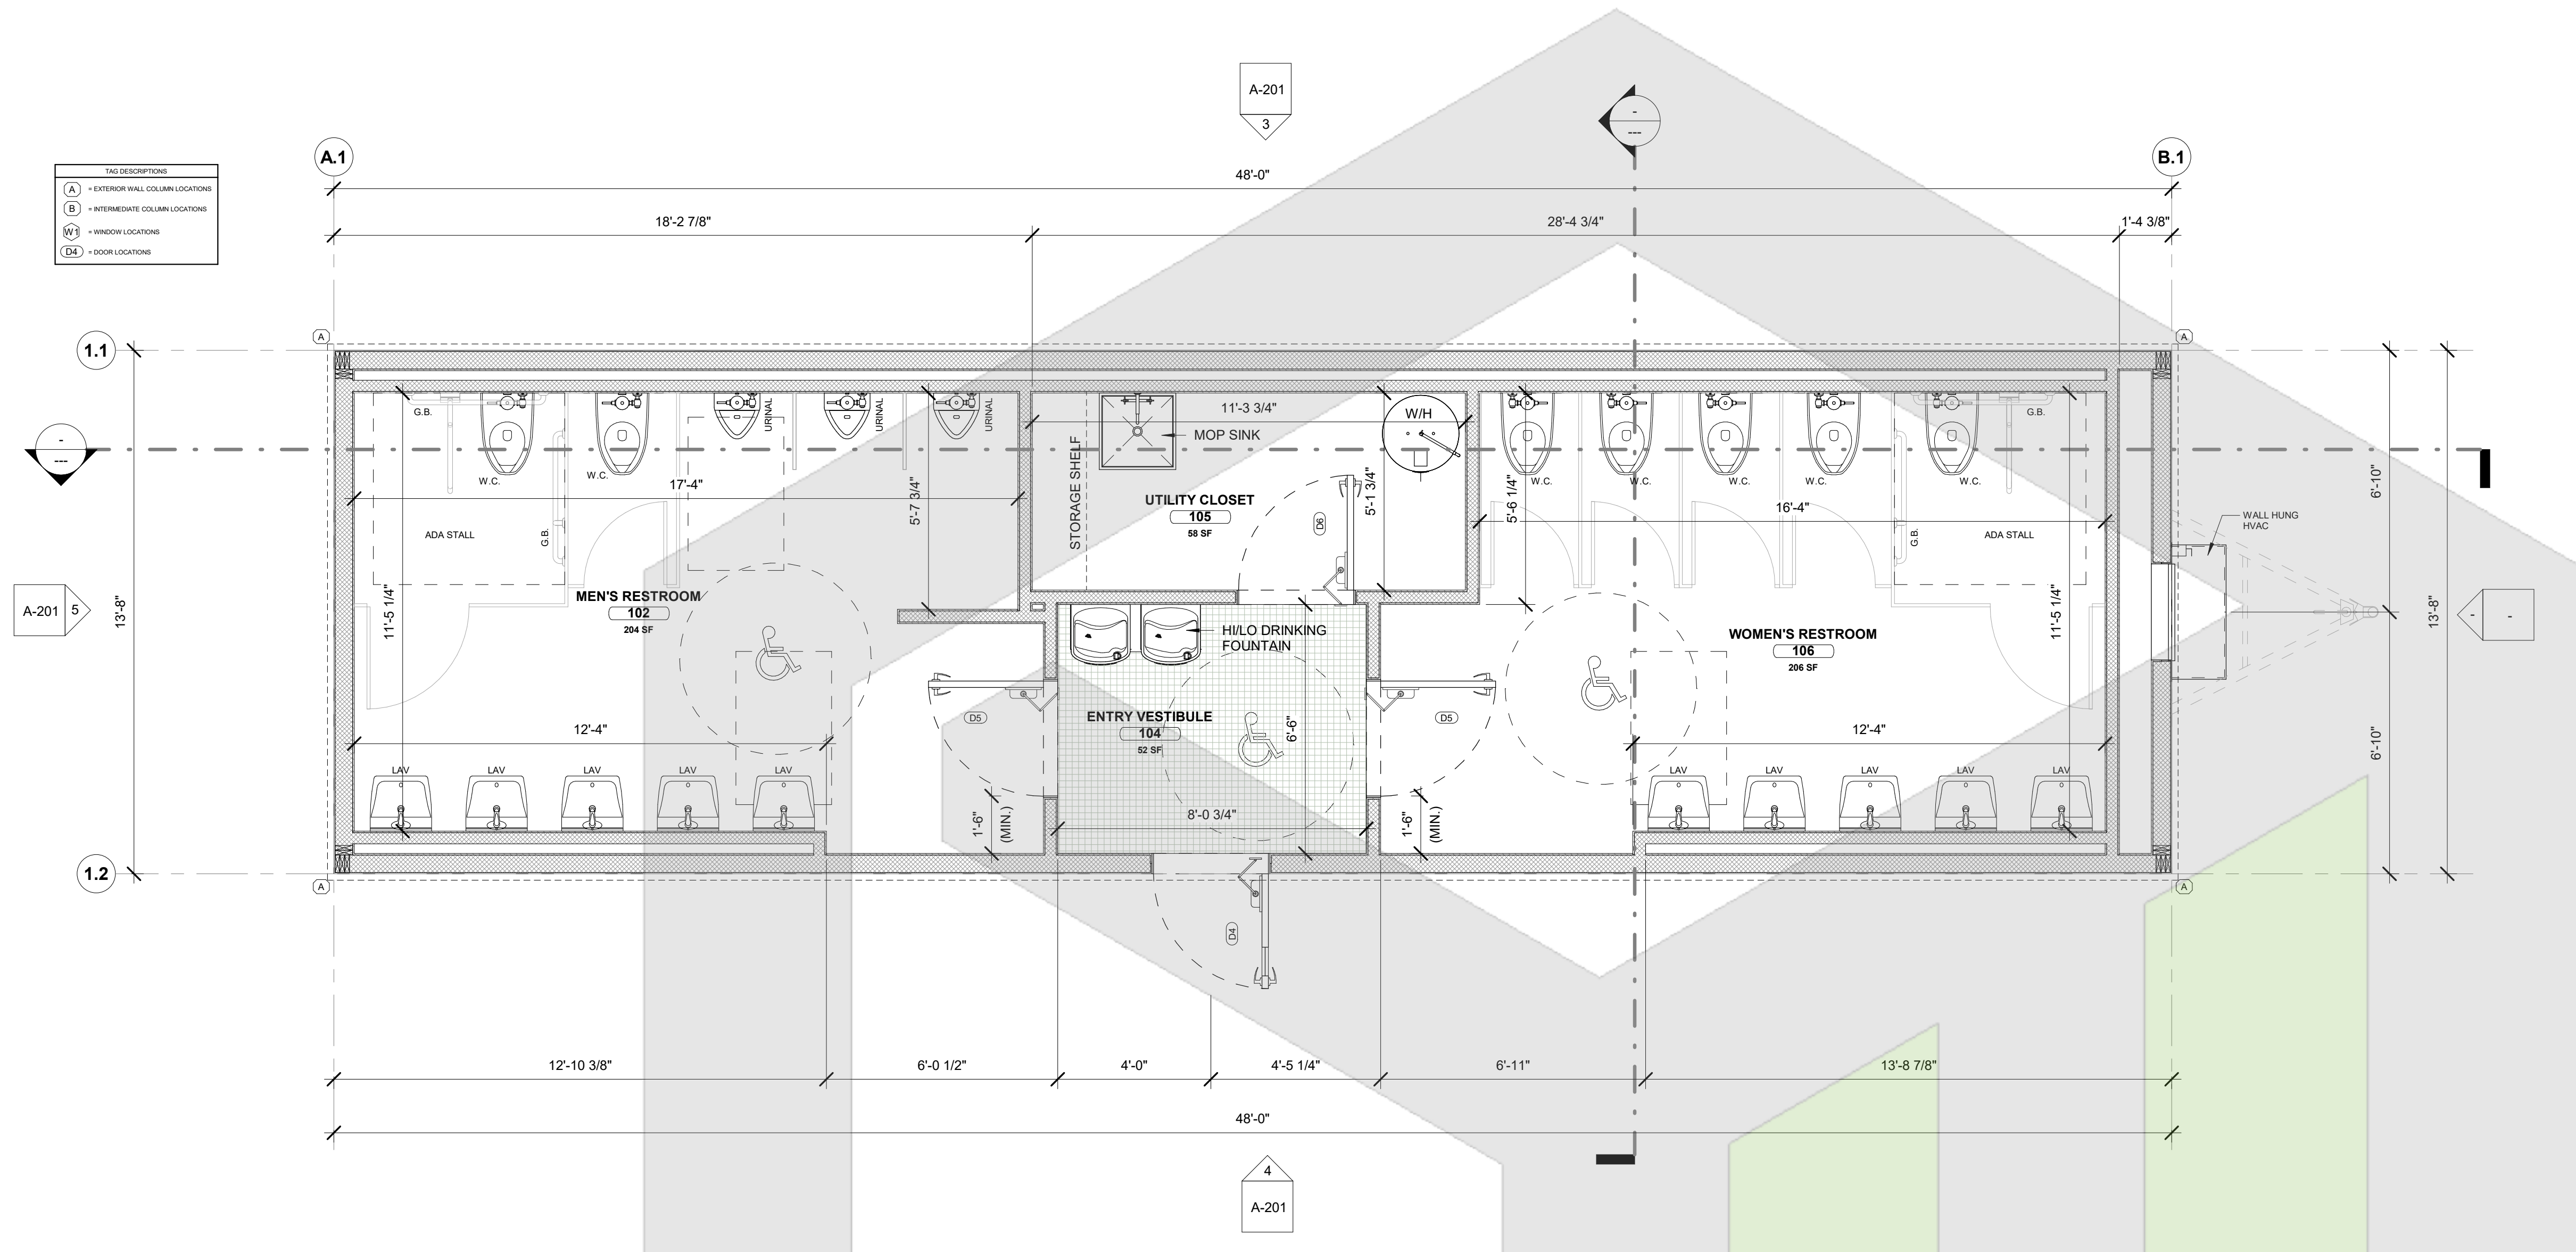 A-201
3
-
---
A.1
B.1
48'-0"
18'-2 7/8"
28'-4 3/4"
1'-4 3/8"
TAG DESCRIPTIONS
A = EXTERIOR WALL COLUMN LOCATIONS
B = INTERMEDIATE COLUMN LOCATIONS
W1 = WINDOW LOCATIONS
D4 = DOOR LOCATIONS
A
A
1.1
G.B.
URINAL
URINAL
URINAL
11'-3 3/4"
W/H
G.B.
MOP SINK
STORAGE SHELF
-
---
W.C.
W.C.
17'-4"
5'-7 3/4"
UTILITY CLOSET
105
58 SF
D6
5'-1 3/4"
5'-6 1/4"
W.C.
W.C.
W.C.
W.C.
W.C.
16'-4"
6'-10"
WALL HUNG
HVAC
ADA STALL
G.B.
G.B.
ADA STALL
A-201
5
13'-8"
11'-5 1/4"
MEN'S RESTROOM
102
204 SF
HI/LO DRINKING
FOUNTAIN
WOMEN'S RESTROOM
106
206 SF
11'-5 1/4"
13'-8"
-
-
D5
ENTRY VESTIBULE
104
52 SF
6'-6"
D5
12'-4"
12'-4"
6'-10"
LAV
LAV
LAV
LAV
LAV
LAV
LAV
LAV
LAV
LAV
1'-6"
(MIN.)
8'-0 3/4"
1'-6"
(MIN.)
1.2
A
A
D4
12'-10 3/8"
6'-0 1/2"
4'-0"
4'-5 1/4"
6'-11"
13'-8 7/8"
48'-0"
4
A-201